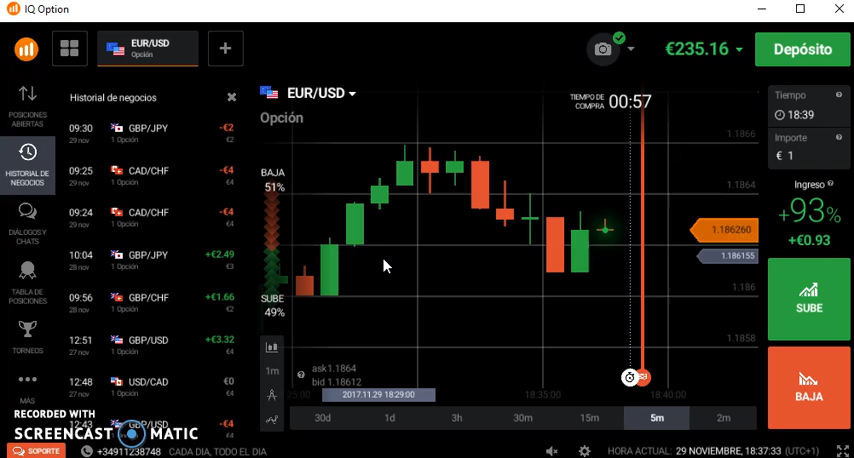 IQ Option
EUR/USD
Opción
€235.16
Depósito
POSICIONES
ABIERTAS
HISTORIAL DE
NEGOCIOS
DIÁLOGOS Y
CHATS
TABLA DE
POSICIONES
TORNEOS
MÁS
Historial de negocios
09:30 GBP/JPY -€2
29 nov 1 Opción €2
09:25 CAD/CHF -€4
29 nov 1 Opción €4
09:24 CAD/CHF -€4
29 nov 1 Opción €4
10:04 GBP/JPY +€2.49
28 nov 1 Opción €3
09:56 GBP/CHF +€1.66
28 nov 1 Opción €2
12:51 GBP/USD +€3.32
27 nov 1 Opción €4
12:48 USD/CAD €0
27 nov 1 Opción €4
12:43 GBP/USD -€4
EUR/USD
Opción
TIEMPO DE
COMPRA 00:57
BAJA
51%
SUBE
49%
1m
1.1866
1.1864
1.186260
1.186155
1.186
1.1858
ask 1.1864
bid 1.18612
25:00
2017.11.29 18:29:00
18:35:00
18:40:00
30d 1d 3h 30m 15m 5m 2m
Tiempo
18:39
Importe
€ 1
Ingreso
+93%
+€0.93
SUBE
BAJA
RECORDED WITH
SCREENCAST MATIC
SOPORTE
+34911238748 CADA DIA, TODO EL DIA
HORA ACTUAL: 29 NOVIEMBRE, 18:37:33 (UTC+1)